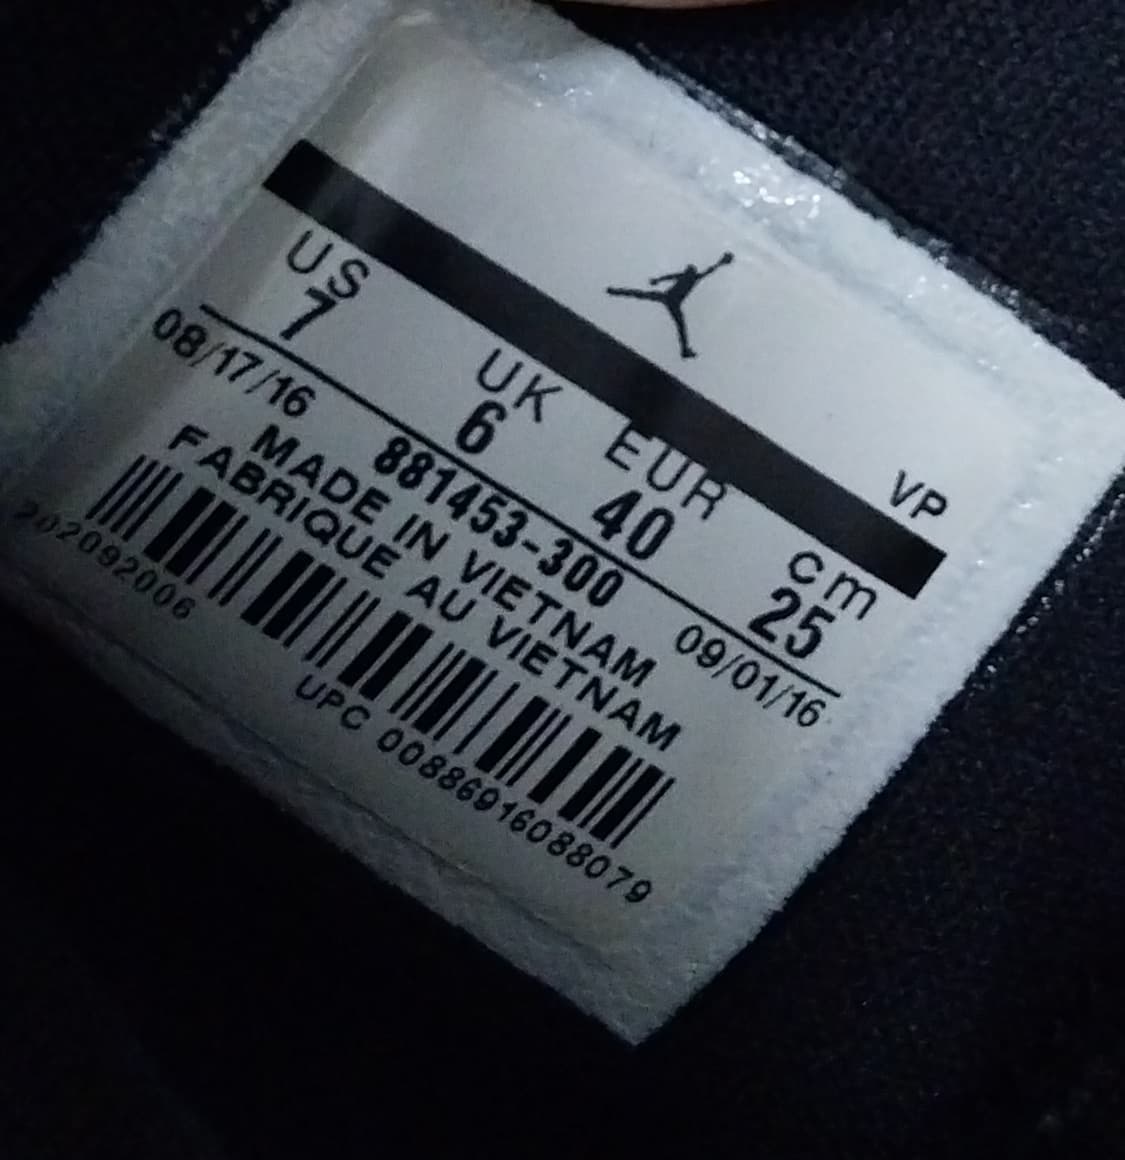 VP
US UK EUR cm
7 6 40 25
08/17/16 881453-300 09/01/16
MADE IN VIETNAM
FABRIQUE AU VIETNAM
202092006
UPC 00886916088079